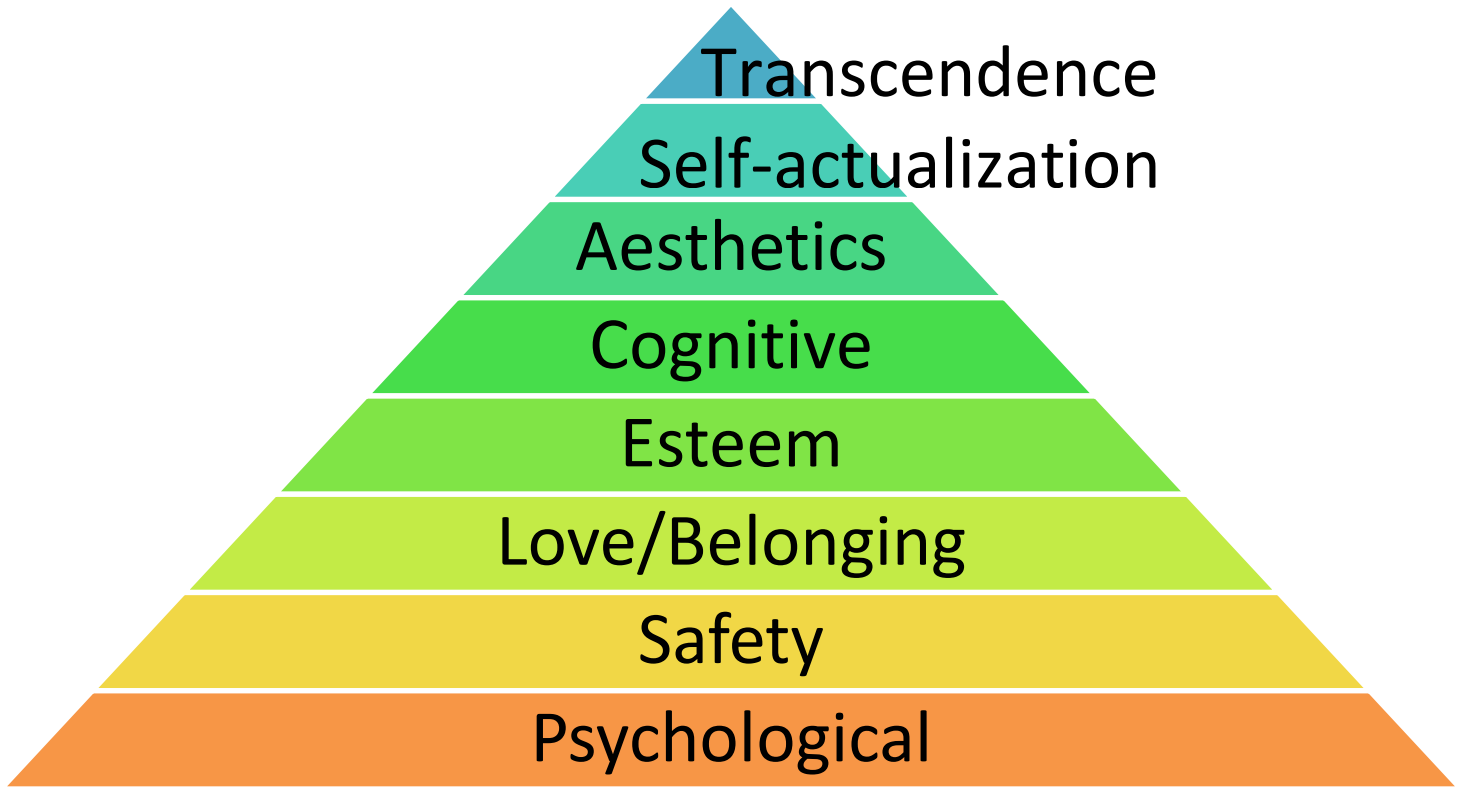 Transcendence
Self-actualization
Aesthetics
Cognitive
Esteem
Love/Belonging
Safety
Psychological